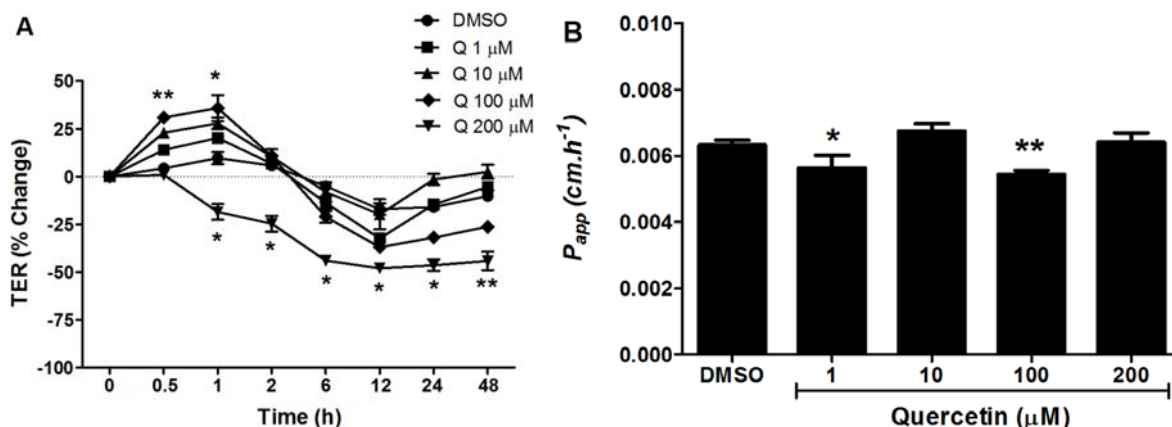 A
DMSO
Q 1 μM
Q 10 μM
Q 100 μM
Q 200 μM
TER (% Change)
50
25
0
-25
-50
-75
-100
**
*
*
*
*
*
*
**
0 0.5 1 2 6 12 24 48
Time (h)
B
P_app (cm.h⁻¹)
0.010
0.008
0.006
0.004
0.002
0.000
*
**
DMSO 1 10 100 200
Quercetin (μM)